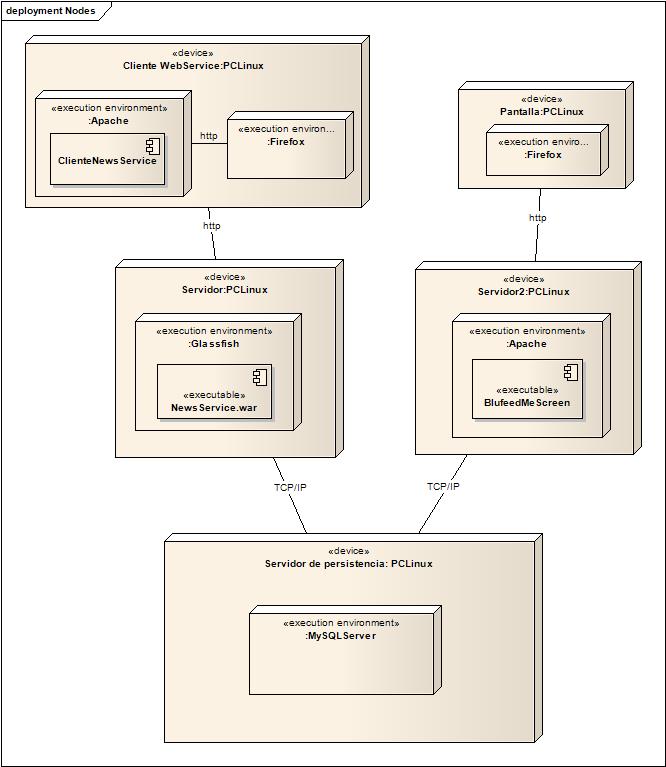 deployment Nodes
«device»
Cliente WebService:PCLinux
«execution environment»
:Apache
ClienteNewsService
http
«execution environ...
:Firefox
«device»
Pantalla:PCLinux
«execution enviro...
:Firefox
http
http
«device»
Servidor:PCLinux
«execution environment»
:Glassfish
«executable»
NewsService.war
«device»
Servidor2:PCLinux
«execution environment»
:Apache
«executable»
BlufeedMeScreen
TCP/IP
TCP/IP
«device»
Servidor de persistencia: PCLinux
«execution environment»
:MySQLServer